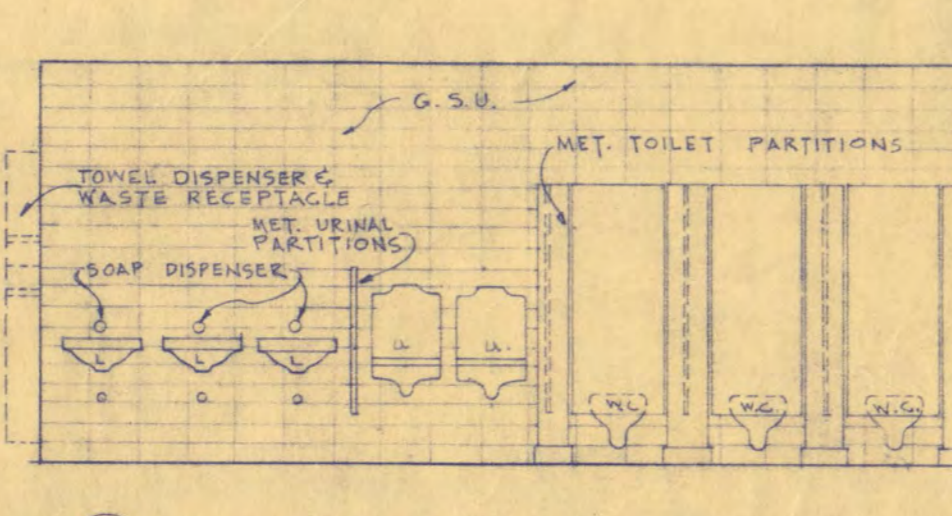 G.S.U.
MET. TOILET PARTITIONS
TOWEL DISPENSER &
WASTE RECEPTACLE
MET. URINAL
PARTITIONS
SOAP DISPENSER
L
L
L
U.
U.
W.C.
W.C.
W.C.